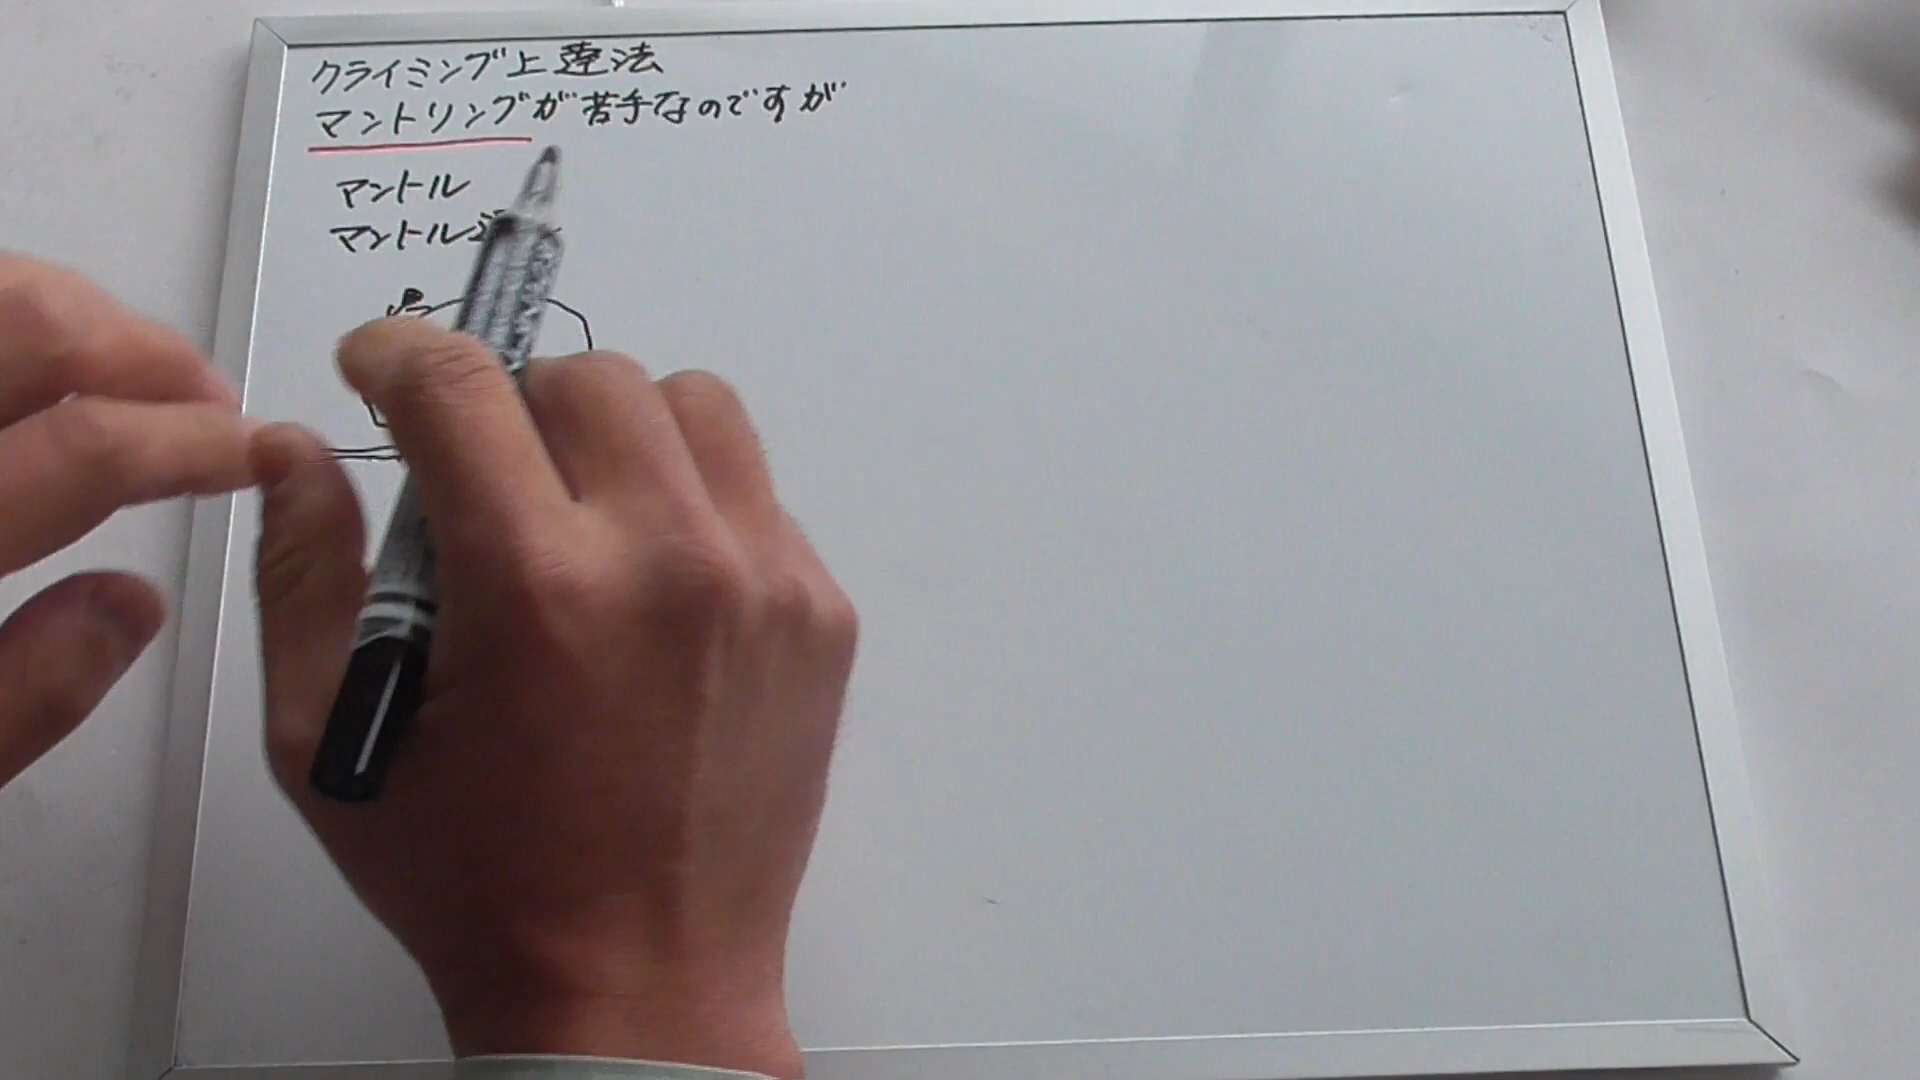 クライミング上達法
マントリングが苦手なのですが
マントル
マントル